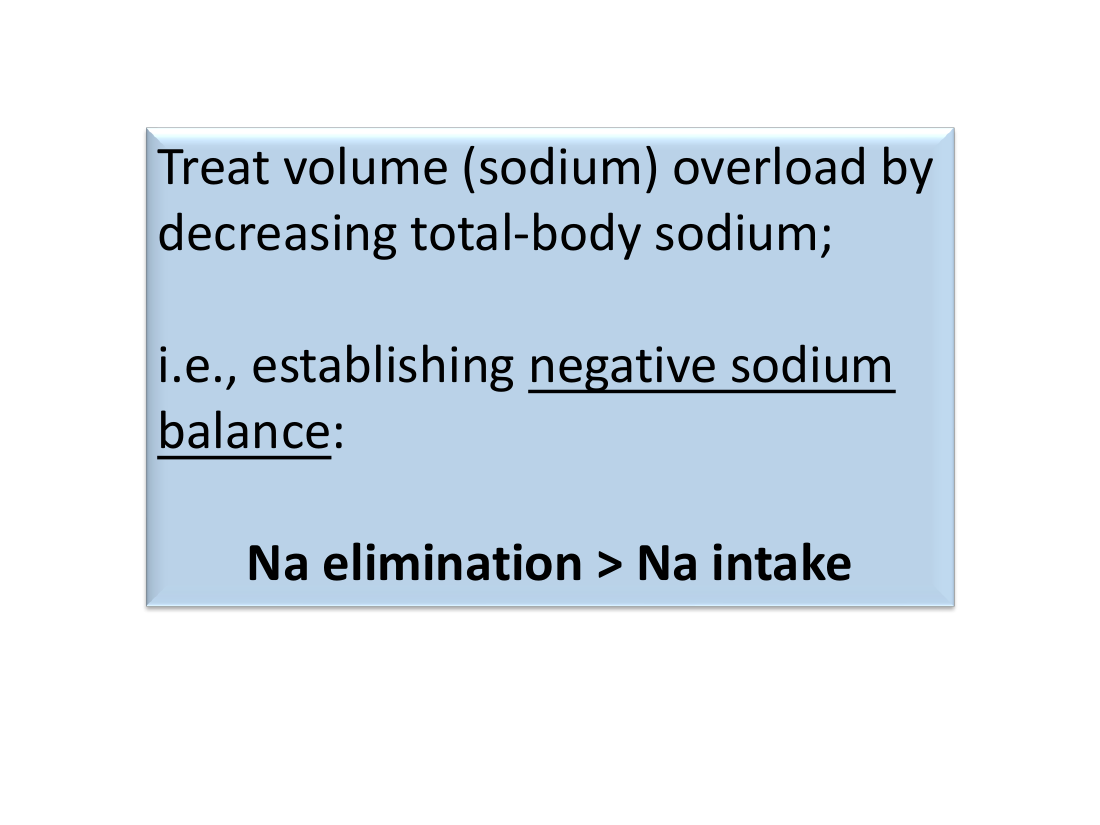 Treat volume (sodium) overload by
decreasing total-body sodium;
i.e., establishing negative sodium
balance:
Na elimination > Na intake